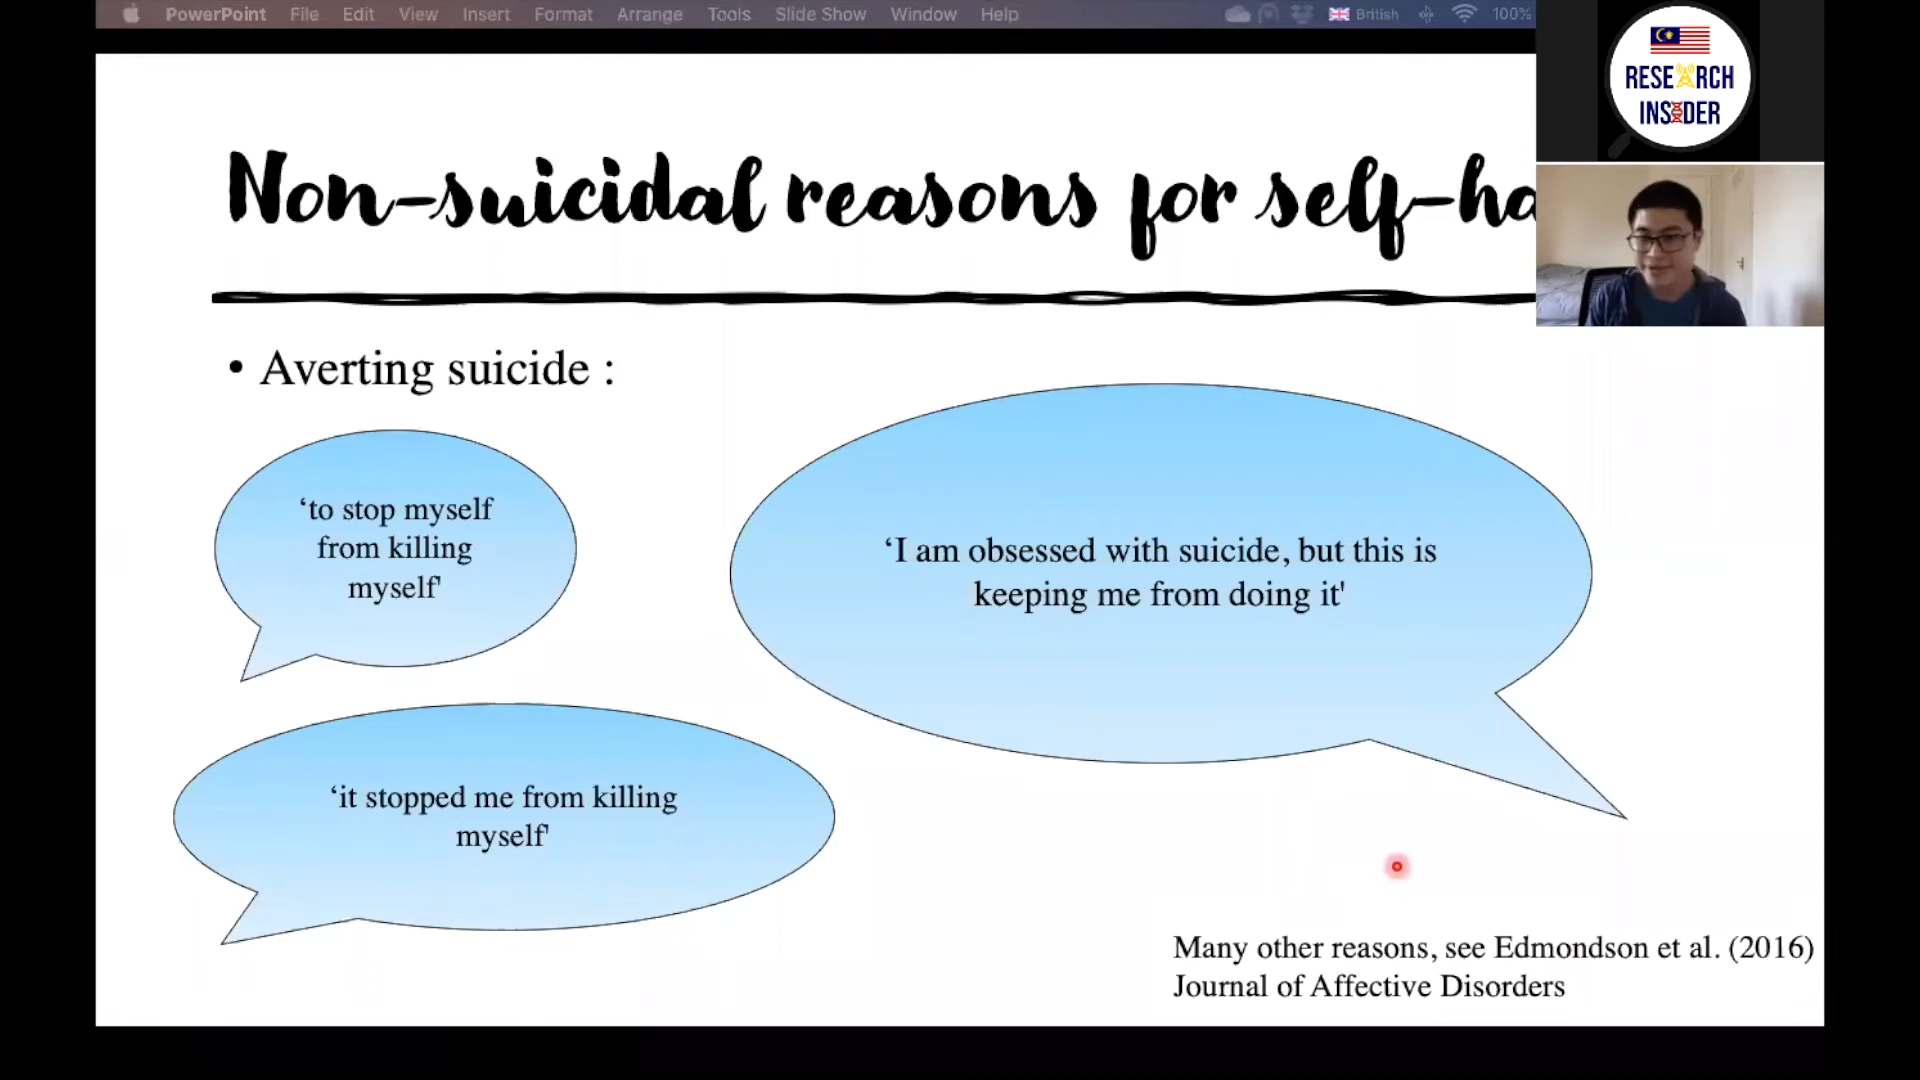 PowerPoint File Edit View Insert Format Arrange Tools Slide Show Window Help British 100%
RESEARCH
INSIDER
Non-suicidal reasons for self-ha
• Averting suicide :
‘to stop myself
from killing
myself'
‘I am obsessed with suicide, but this is
keeping me from doing it'
‘it stopped me from killing
myself'
Many other reasons, see Edmondson et al. (2016)
Journal of Affective Disorders